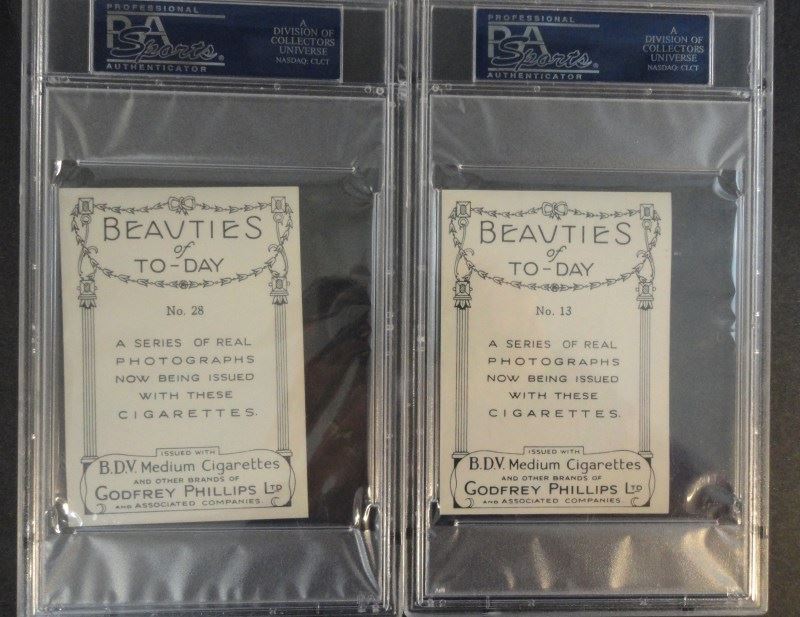 PROFESSIONAL
PSA
Sports
AUTHENTICATOR
A
DIVISION OF
COLLECTORS
UNIVERSE
NASDAQ: CLCT
BEAUTIES
of
TO-DAY
No. 28
A SERIES OF REAL
PHOTOGRAPHS
NOW BEING ISSUED
WITH THESE
CIGARETTES.
ISSUED WITH
B.D.V. Medium Cigarettes
AND OTHER BRANDS OF
GODFREY PHILLIPS LTD
AND ASSOCIATED COMPANIES.
PROFESSIONAL
PSA
Sports
AUTHENTICATOR
A
DIVISION OF
COLLECTORS
UNIVERSE
NASDAQ: CLCT
BEAUTIES
of
TO-DAY
No. 13
A SERIES OF REAL
PHOTOGRAPHS
NOW BEING ISSUED
WITH THESE
CIGARETTES.
ISSUED WITH
B.D.V. Medium Cigarettes
AND OTHER BRANDS OF
GODFREY PHILLIPS LTD
AND ASSOCIATED COMPANIES.